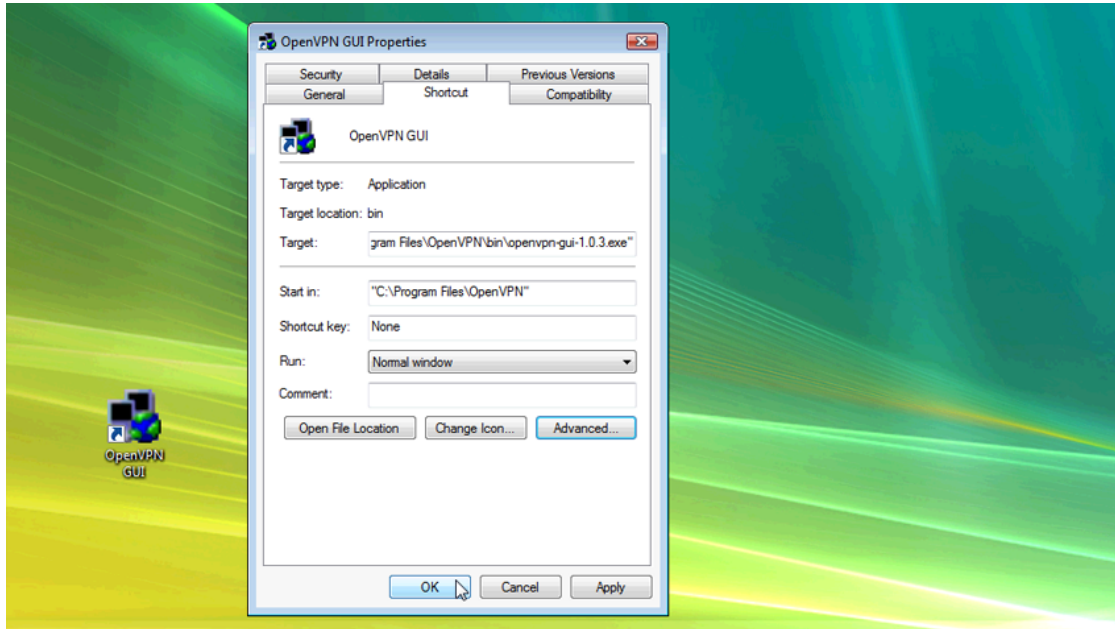 OpenVPN GUI Properties
Security Details Previous Versions
General Shortcut Compatibility
OpenVPN GUI
Target type: Application
Target location: bin
Target: gram Files\OpenVPN\bin\openvpn-gui-1.0.3.exe"
Start in: "C:\Program Files\OpenVPN"
Shortcut key: None
Run: Normal window
Comment:
Open File Location Change Icon... Advanced...
OpenVPN
GUI
OK Cancel Apply